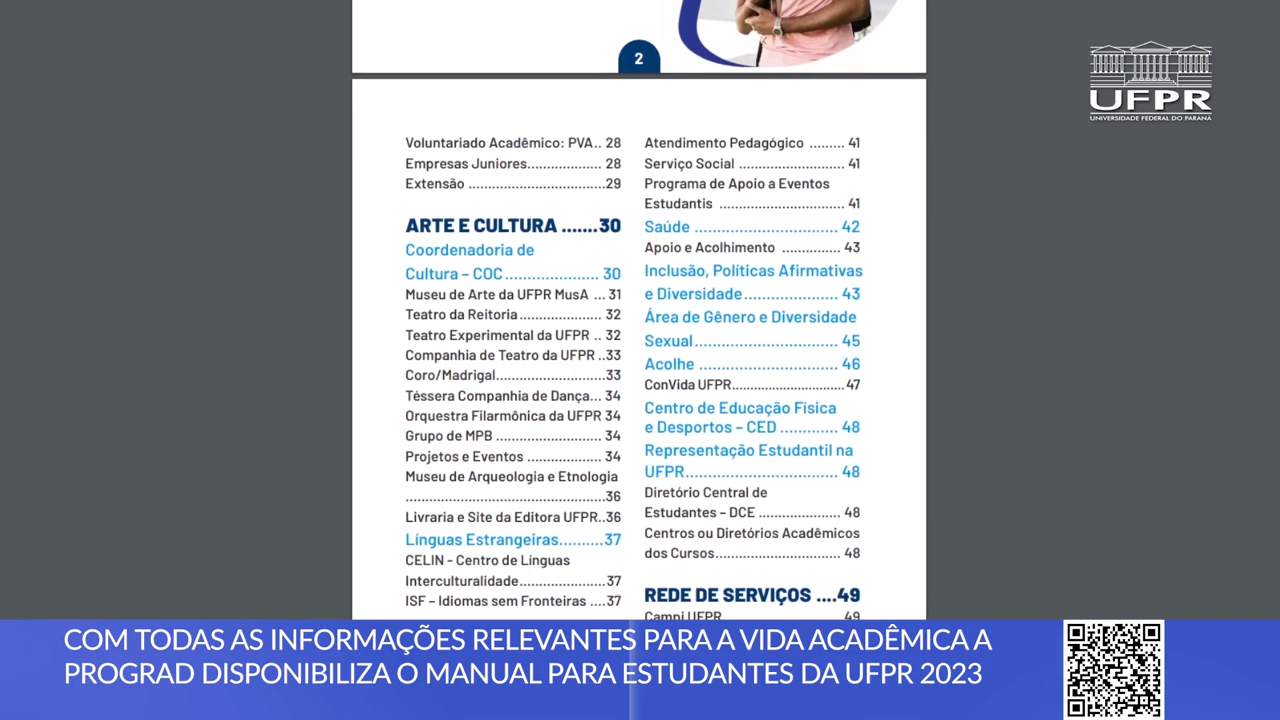 2
UFPR
UNIVERSIDADE FEDERAL DO PARANÁ
Voluntariado Acadêmico: PVA.. 28
Empresas Juniores.................. 28
Extensão .................................29
ARTE E CULTURA .......30
Coordenadoria de
Cultura – COC.................... 30
Museu de Arte da UFPR MusA ... 31
Teatro da Reitoria.................... 32
Teatro Experimental da UFPR .. 32
Companhia de Teatro da UFPR ..33
Coro/Madrigal..........................33
Téssera Companhia de Dança... 34
Orquestra Filarmônica da UFPR 34
Grupo de MPB .......................... 34
Projetos e Eventos .................. 34
Museu de Arqueologia e Etnologia
................................................36
Livraria e Site da Editora UFPR..36
Línguas Estrangeiras..........37
CELIN - Centro de Línguas
Interculturalidade.....................37
ISF – Idiomas sem Fronteiras ....37
Atendimento Pedagógico ......... 41
Serviço Social .......................... 41
Programa de Apoio a Eventos
Estudantis .............................. 41
Saúde .............................. 42
Apoio e Acolhimento .............. 43
Inclusão, Políticas Afirmativas
e Diversidade.................... 43
Área de Gênero e Diversidade
Sexual.............................. 45
Acolhe ............................. 46
ConVida UFPR...........................47
Centro de Educação Física
e Desportos – CED ............ 48
Representação Estudantil na
UFPR................................ 48
Diretório Central de
Estudantes – DCE .................... 48
Centros ou Diretórios Acadêmicos
dos Cursos.............................. 48
REDE DE SERVIÇOS ....49
Campi UFPR 49
COM TODAS AS INFORMAÇÕES RELEVANTES PARA A VIDA ACADÊMICA A
PROGRAD DISPONIBILIZA O MANUAL PARA ESTUDANTES DA UFPR 2023